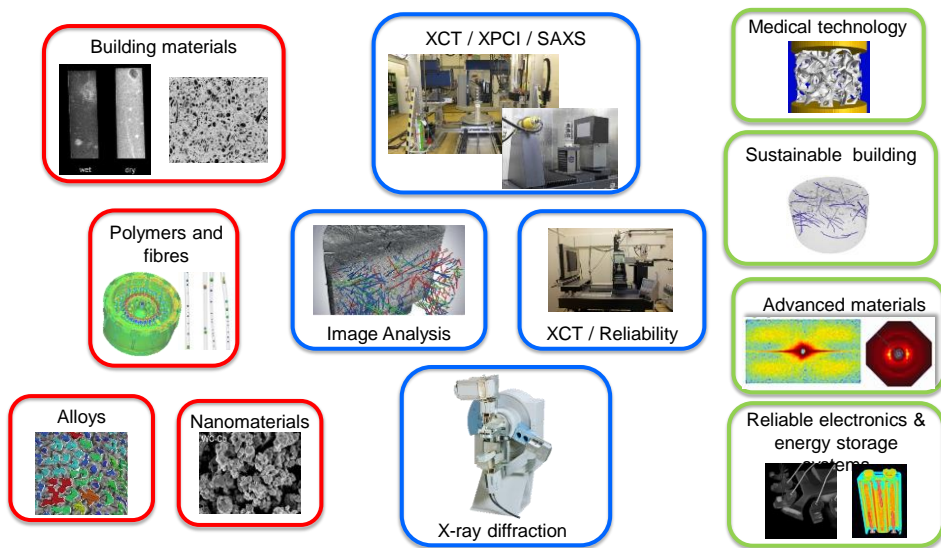 Building materials
wet dry
XCT / XPCI / SAXS
Medical technology
Sustainable building
Polymers and
fibres
Image Analysis
XCT / Reliability
Advanced materials
Alloys
Nanomaterials
WC-Co
X-ray diffraction
Reliable electronics &
energy storage
systems